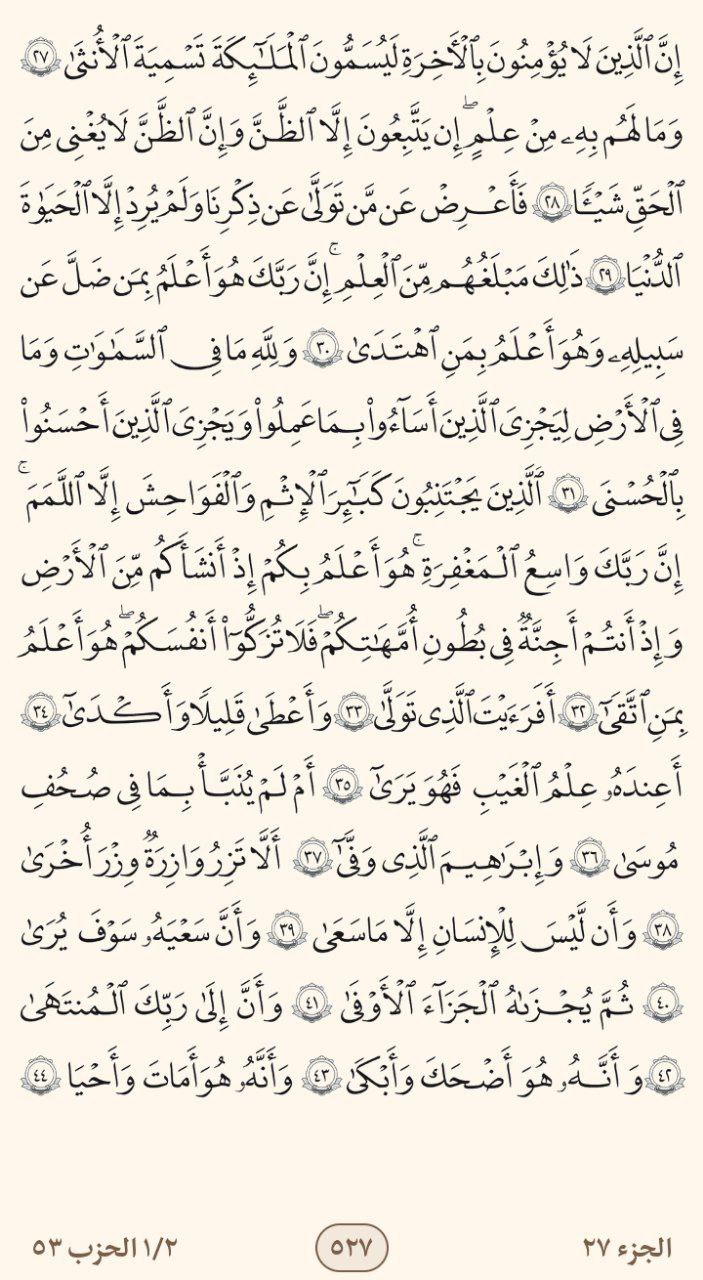 إِنَّ ٱلَّذِينَ لَا يُؤْمِنُونَ بِٱلْأَخِرَةِ لَيُسَمُّونَ ٱلْمَلَـٰٓئِكَةَ تَسْمِيَةَ ٱلْأُنثَىٰ ٢٧
وَمَا لَهُم بِهِۦ مِنْ عِلْمٍ ۖ إِن يَتَّبِعُونَ إِلَّا ٱلظَّنَّ وَإِنَّ ٱلظَّنَّ لَا يُغْنِى مِنَ
ٱلْحَقِّ شَيْـًٔا ٢٨ فَأَعْرِضْ عَن مَّن تَوَلَّىٰ عَن ذِكْرِنَا وَلَمْ يُرِدْ إِلَّا ٱلْحَيَوٰةَ
ٱلدُّنْيَا ٢٩ ذَٰلِكَ مَبْلَغُهُم مِّنَ ٱلْعِلْمِ ۚ إِنَّ رَبَّكَ هُوَ أَعْلَمُ بِمَن ضَلَّ عَن
سَبِيلِهِۦ وَهُوَ أَعْلَمُ بِمَنِ ٱهْتَدَىٰ ٣٠ وَلِلَّهِ مَا فِى ٱلسَّمَـٰوَٰتِ وَمَا
فِى ٱلْأَرْضِ لِيَجْزِىَ ٱلَّذِينَ أَسَـٰٓـُٔوا۟ بِمَا عَمِلُوا۟ وَيَجْزِىَ ٱلَّذِينَ أَحْسَنُوا۟
بِٱلْحُسْنَى ٣١ ٱلَّذِينَ يَجْتَنِبُونَ كَبَـٰٓئِرَ ٱلْإِثْمِ وَٱلْفَوَٰحِشَ إِلَّا ٱللَّمَمَ ۚ
إِنَّ رَبَّكَ وَٰسِعُ ٱلْمَغْفِرَةِ ۚ هُوَ أَعْلَمُ بِكُمْ إِذْ أَنشَأَكُم مِّنَ ٱلْأَرْضِ
وَإِذْ أَنتُمْ أَجِنَّةٌ فِى بُطُونِ أُمَّهَـٰتِكُمْ ۖ فَلَا تُزَكُّوٓا۟ أَنفُسَكُمْ ۖ هُوَ أَعْلَمُ
بِمَنِ ٱتَّقَىٰٓ ٣٢ أَفَرَءَيْتَ ٱلَّذِى تَوَلَّىٰ ٣٣ وَأَعْطَىٰ قَلِيلًا وَأَكْدَىٰٓ ٣٤
أَعِندَهُۥ عِلْمُ ٱلْغَيْبِ فَهُوَ يَرَىٰٓ ٣٥ أَمْ لَمْ يُنَبَّأْ بِمَا فِى صُحُفِ
مُوسَىٰ ٣٦ وَإِبْرَٰهِيمَ ٱلَّذِى وَفَّىٰٓ ٣٧ أَلَّا تَزِرُ وَازِرَةٌ وِزْرَ أُخْرَىٰ
٣٨ وَأَن لَّيْسَ لِلْإِنسَـٰنِ إِلَّا مَا سَعَىٰ ٣٩ وَأَنَّ سَعْيَهُۥ سَوْفَ يُرَىٰ
٤٠ ثُمَّ يُجْزَىٰهُ ٱلْجَزَآءَ ٱلْأَوْفَىٰ ٤١ وَأَنَّ إِلَىٰ رَبِّكَ ٱلْمُنتَهَىٰ
٤٢ وَأَنَّهُۥ هُوَ أَضْحَكَ وَأَبْكَىٰ ٤٣ وَأَنَّهُۥ هُوَ أَمَاتَ وَأَحْيَا ٤٤
الجزء ٢٧ ٥٢٧ ١/٢ الحزب ٥٣